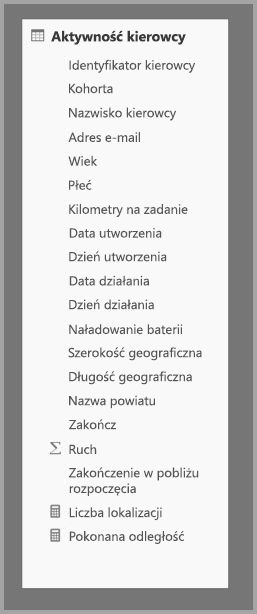 Aktywność kierowcy
Identyfikator kierowcy
Kohorta
Nazwisko kierowcy
Adres e-mail
Wiek
Płeć
Kilometry na zadanie
Data utworzenia
Dzień utworzenia
Data działania
Dzień działania
Naładowanie baterii
Szerokość geograficzna
Długość geograficzna
Nazwa powiatu
Zakończ
Ruch
Zakończenie w pobliżu
rozpoczęcia
Liczba lokalizacji
Pokonana odległość